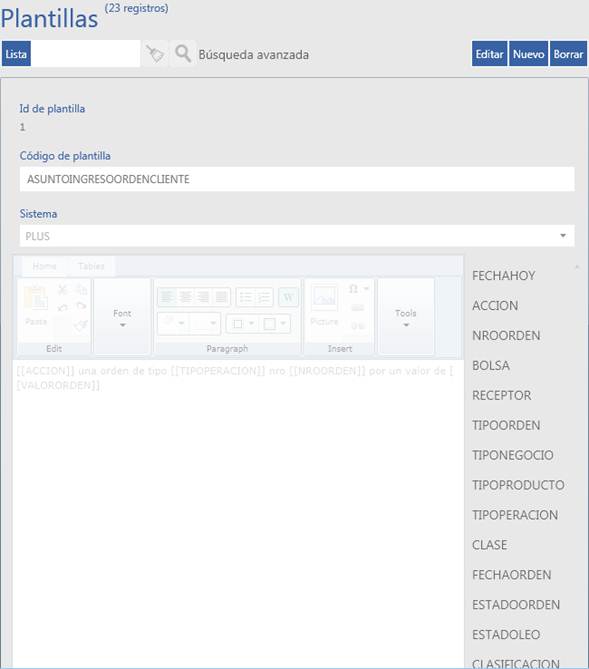 Plantillas (23 registros)
Lista Búsqueda avanzada Editar Nuevo Borrar
Id de plantilla
1
Código de plantilla
ASUNTOINGRESOORDENCLIENTE
Sistema
PLUS
Home Tables
Paste
Font
W
Picture
Ω
Tools
Edit Paragraph Insert
[[ACCION]] una orden de tipo [[TIPOPERACION]] nro [[NROORDEN]] por un valor de [
[VALORORDEN]]
FECHAHOY
ACCION
NROORDEN
BOLSA
RECEPTOR
TIPOORDEN
TIPONEGOCIO
TIPOPRODUCTO
TIPOPERACION
CLASE
FECHAORDEN
ESTADOORDEN
ESTADOLEO
CLASIFICACION